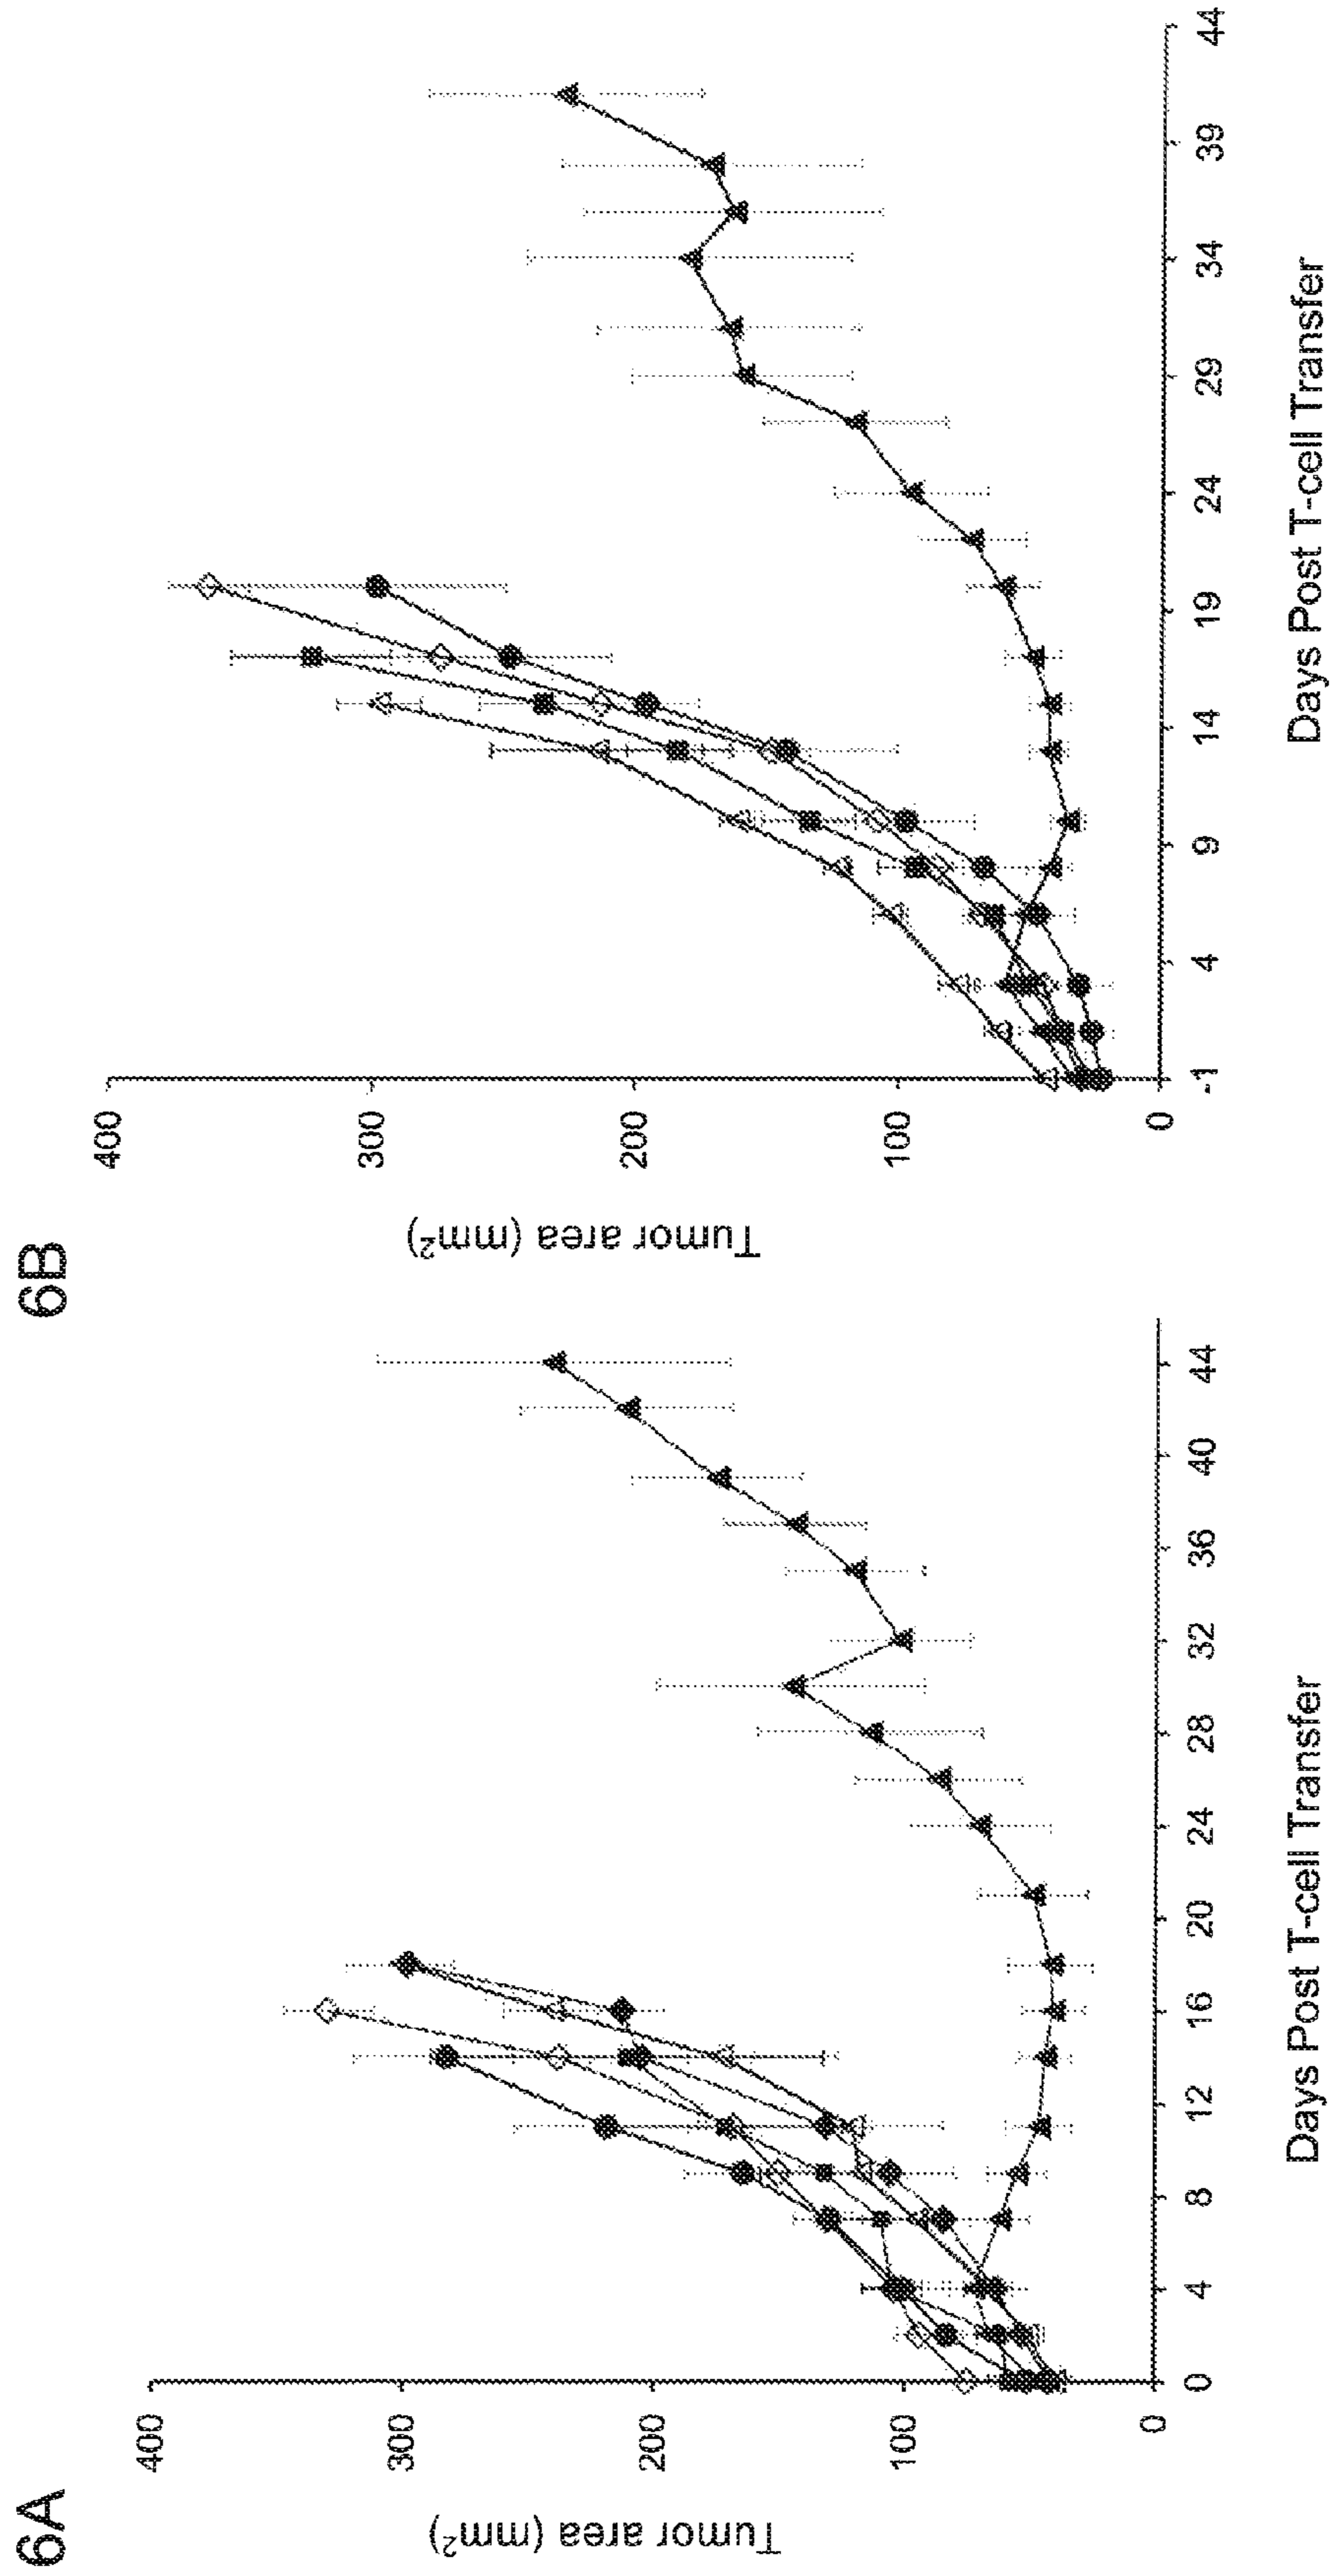 6A
Tumor area (mm²)
400
300
200
100
0
0 4 8 12 16 20 24 28 32 36 40 44
Days Post T-cell Transfer
6B
Tumor area (mm²)
400
300
200
100
0
-1 4 9 14 19 24 29 34 39 44
Days Post T-cell Transfer